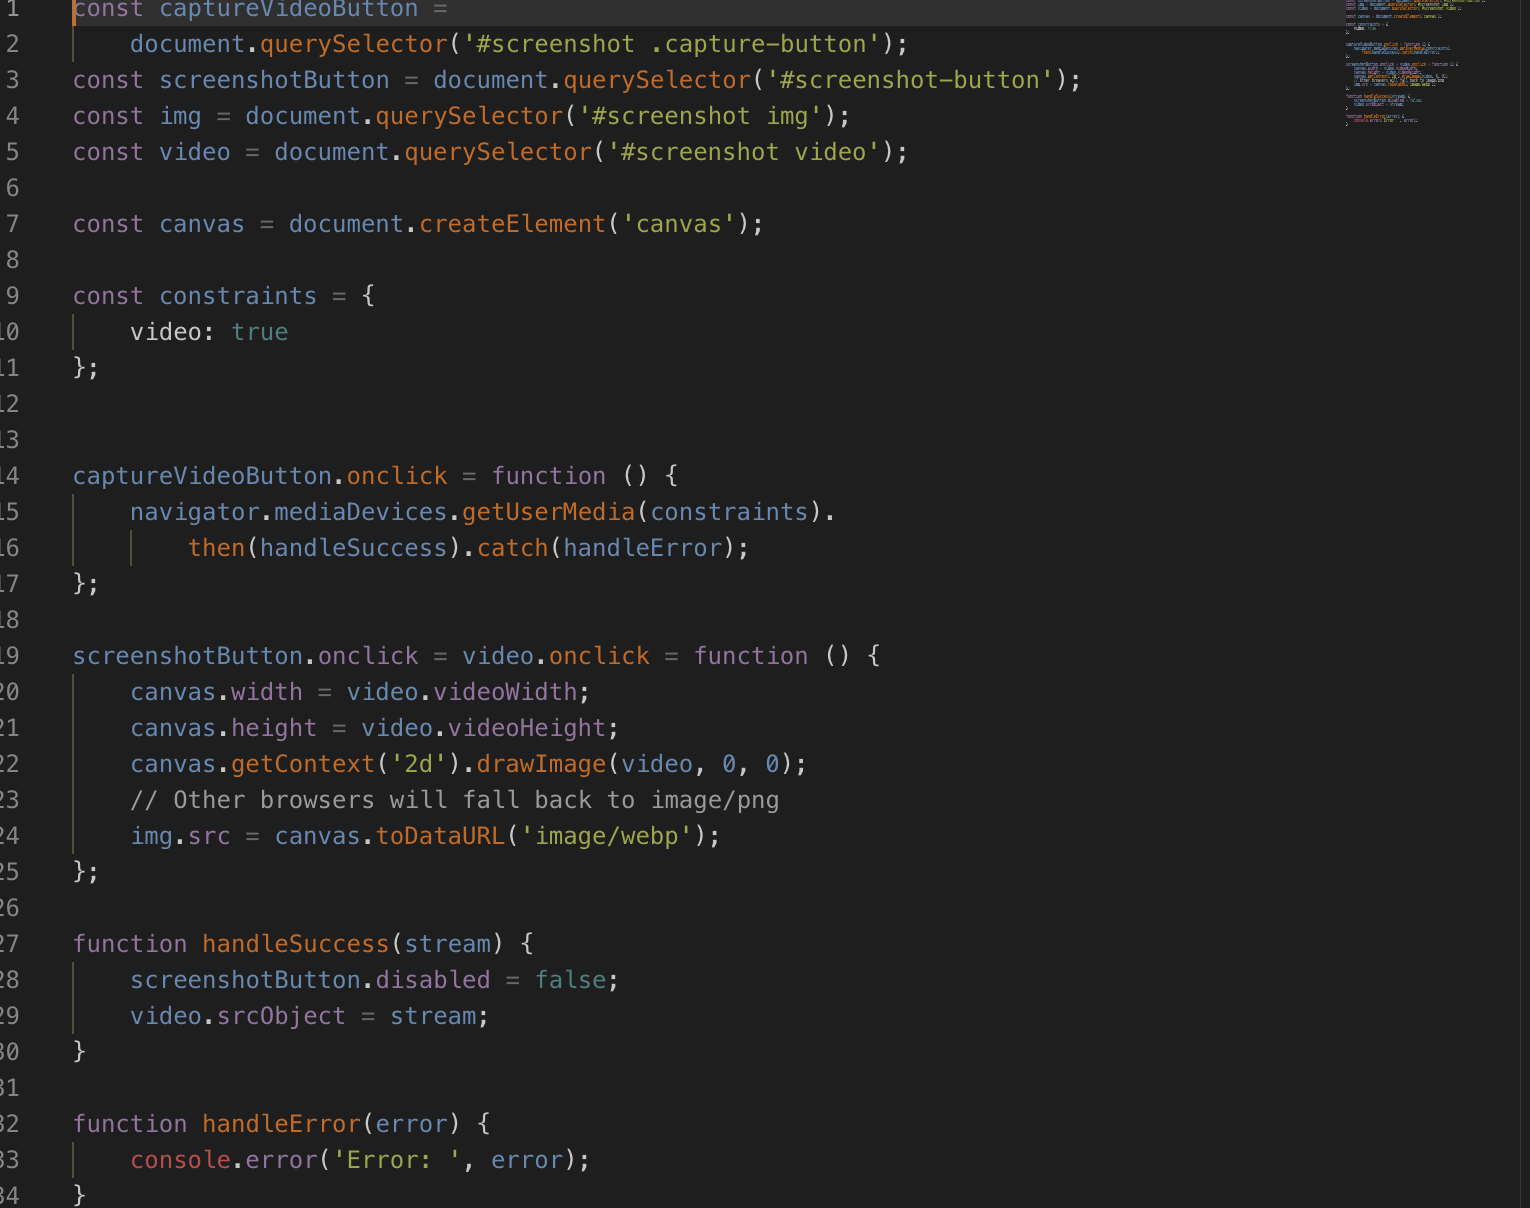 1 const captureVideoButton =
2 document.querySelector('#screenshot .capture-button');
3 const screenshotButton = document.querySelector('#screenshot-button');
4 const img = document.querySelector('#screenshot img');
5 const video = document.querySelector('#screenshot video');
6
7 const canvas = document.createElement('canvas');
8
9 const constraints = {
10 video: true
11 };
12
13
14 captureVideoButton.onclick = function () {
15 navigator.mediaDevices.getUserMedia(constraints).
16 then(handleSuccess).catch(handleError);
17 };
18
19 screenshotButton.onclick = video.onclick = function () {
20 canvas.width = video.videoWidth;
21 canvas.height = video.videoHeight;
22 canvas.getContext('2d').drawImage(video, 0, 0);
23 // Other browsers will fall back to image/png
24 img.src = canvas.toDataURL('image/webp');
25 };
26
27 function handleSuccess(stream) {
28 screenshotButton.disabled = false;
29 video.srcObject = stream;
30 }
31
32 function handleError(error) {
33 console.error('Error: ', error);
34 }